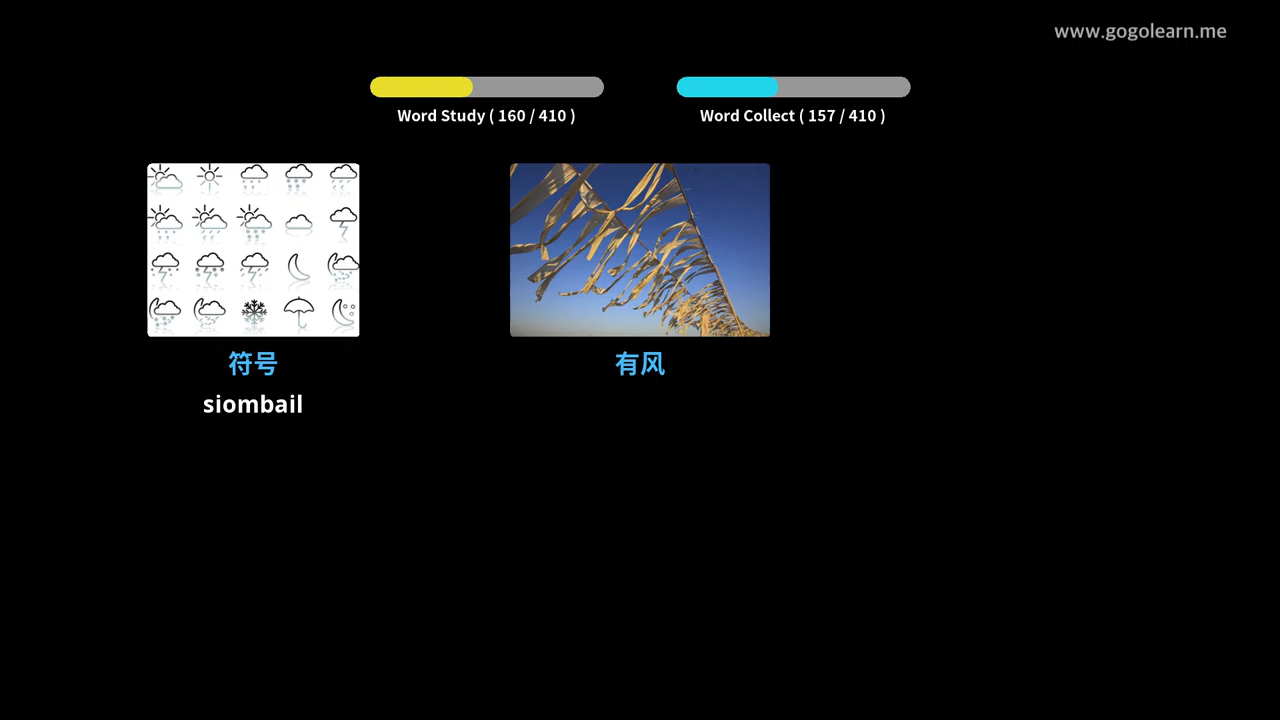 www.gogolearn.me
Word Study ( 160 / 410 )
Word Collect ( 157 / 410 )
符号
有风
siombail